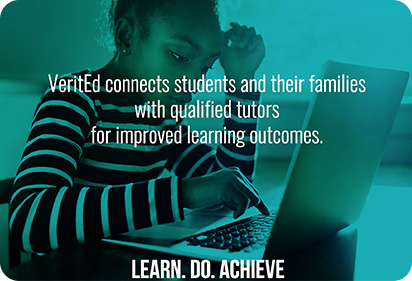 VeritEd connects students and their families
with qualified tutors
for improved learning outcomes.
LEARN. DO. ACHIEVE